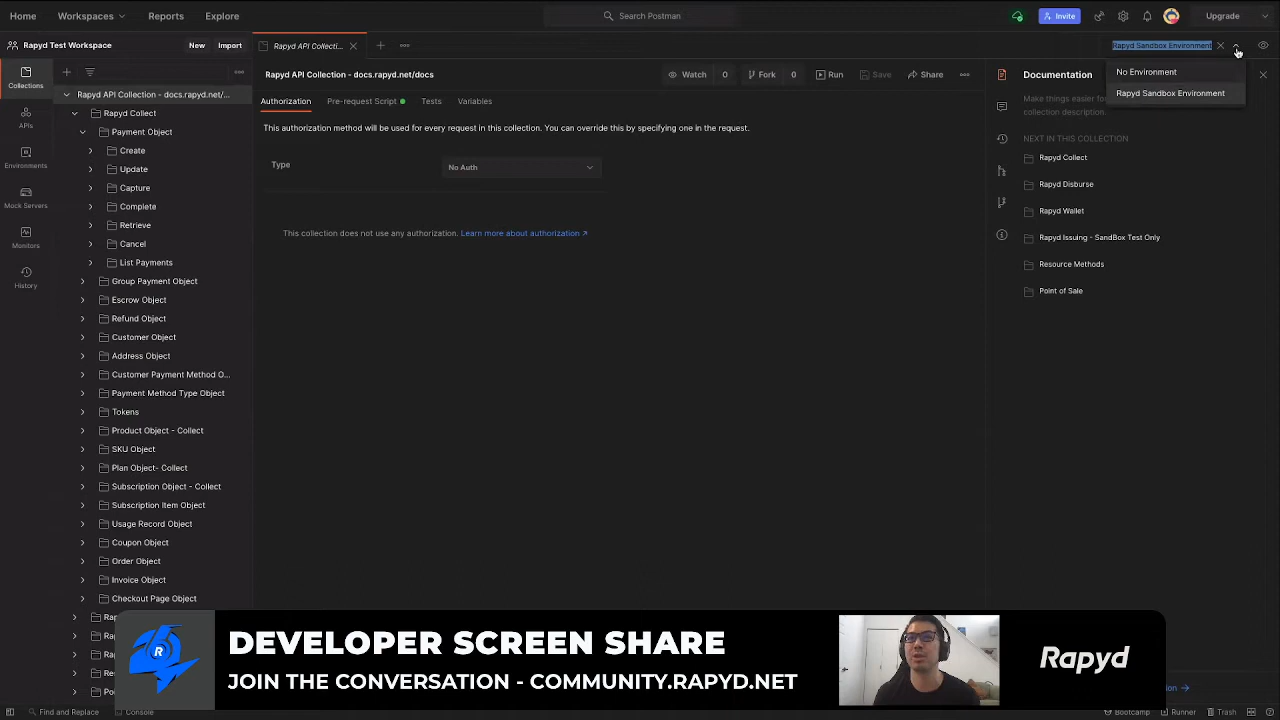 Home
Workspaces
Reports
Explore
Search Postman
Invite
Upgrade
Rapyd Test Workspace
New
Import
Rapyd API Collecti...
Rapyd Sandbox Environment
No Environment
Rapyd Sandbox Environment
Collections
APIs
Environments
Mock Servers
Monitors
History
Rapyd API Collection - docs.rapyd.net/...
Rapyd Collect
Payment Object
Create
Update
Capture
Complete
Retrieve
Cancel
List Payments
Group Payment Object
Escrow Object
Refund Object
Customer Object
Address Object
Customer Payment Method O...
Payment Method Type Object
Tokens
Product Object - Collect
SKU Object
Plan Object- Collect
Subscription Object - Collect
Subscription Item Object
Usage Record Object
Coupon Object
Order Object
Invoice Object
Checkout Page Object
Rapyd API Collection - docs.rapyd.net/docs
Watch 0
Fork 0
Run
Save
Share
Authorization
Pre-request Script
Tests
Variables
This authorization method will be used for every request in this collection. You can override this by specifying one in the request.
Type
No Auth
This collection does not use any authorization. Learn more about authorization ↗
Documentation
Make things easier fo
collection description.
NEXT IN THIS COLLECTION
Rapyd Collect
Rapyd Disburse
Rapyd Wallet
Rapyd Issuing - SandBox Test Only
Resource Methods
Point of Sale
DEVELOPER SCREEN SHARE
JOIN THE CONVERSATION - COMMUNITY.RAPYD.NET
R
Rapyd
Find and Replace
Console
Bootcamp
Runner
Trash